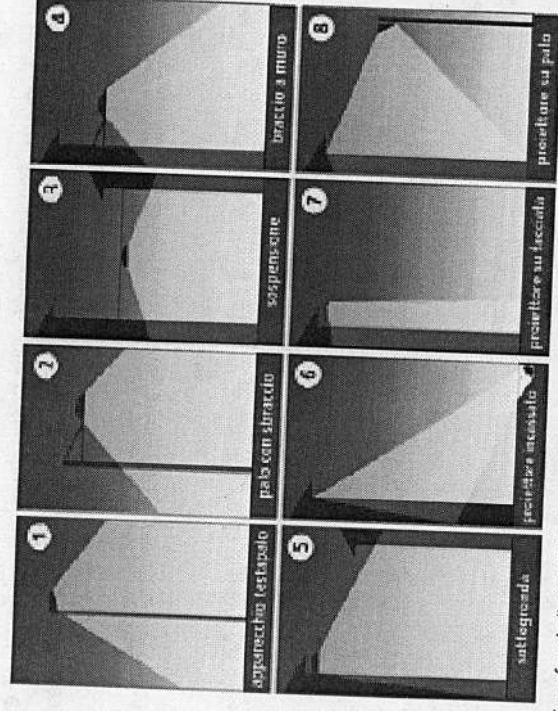 1
apparecchio testapalo
2
palo con sbraccio
3
sospensione
4
braccio a muro
5
sottogronda
6
proiettore incassato
7
proiettore su facciata
8
proiettore su palo